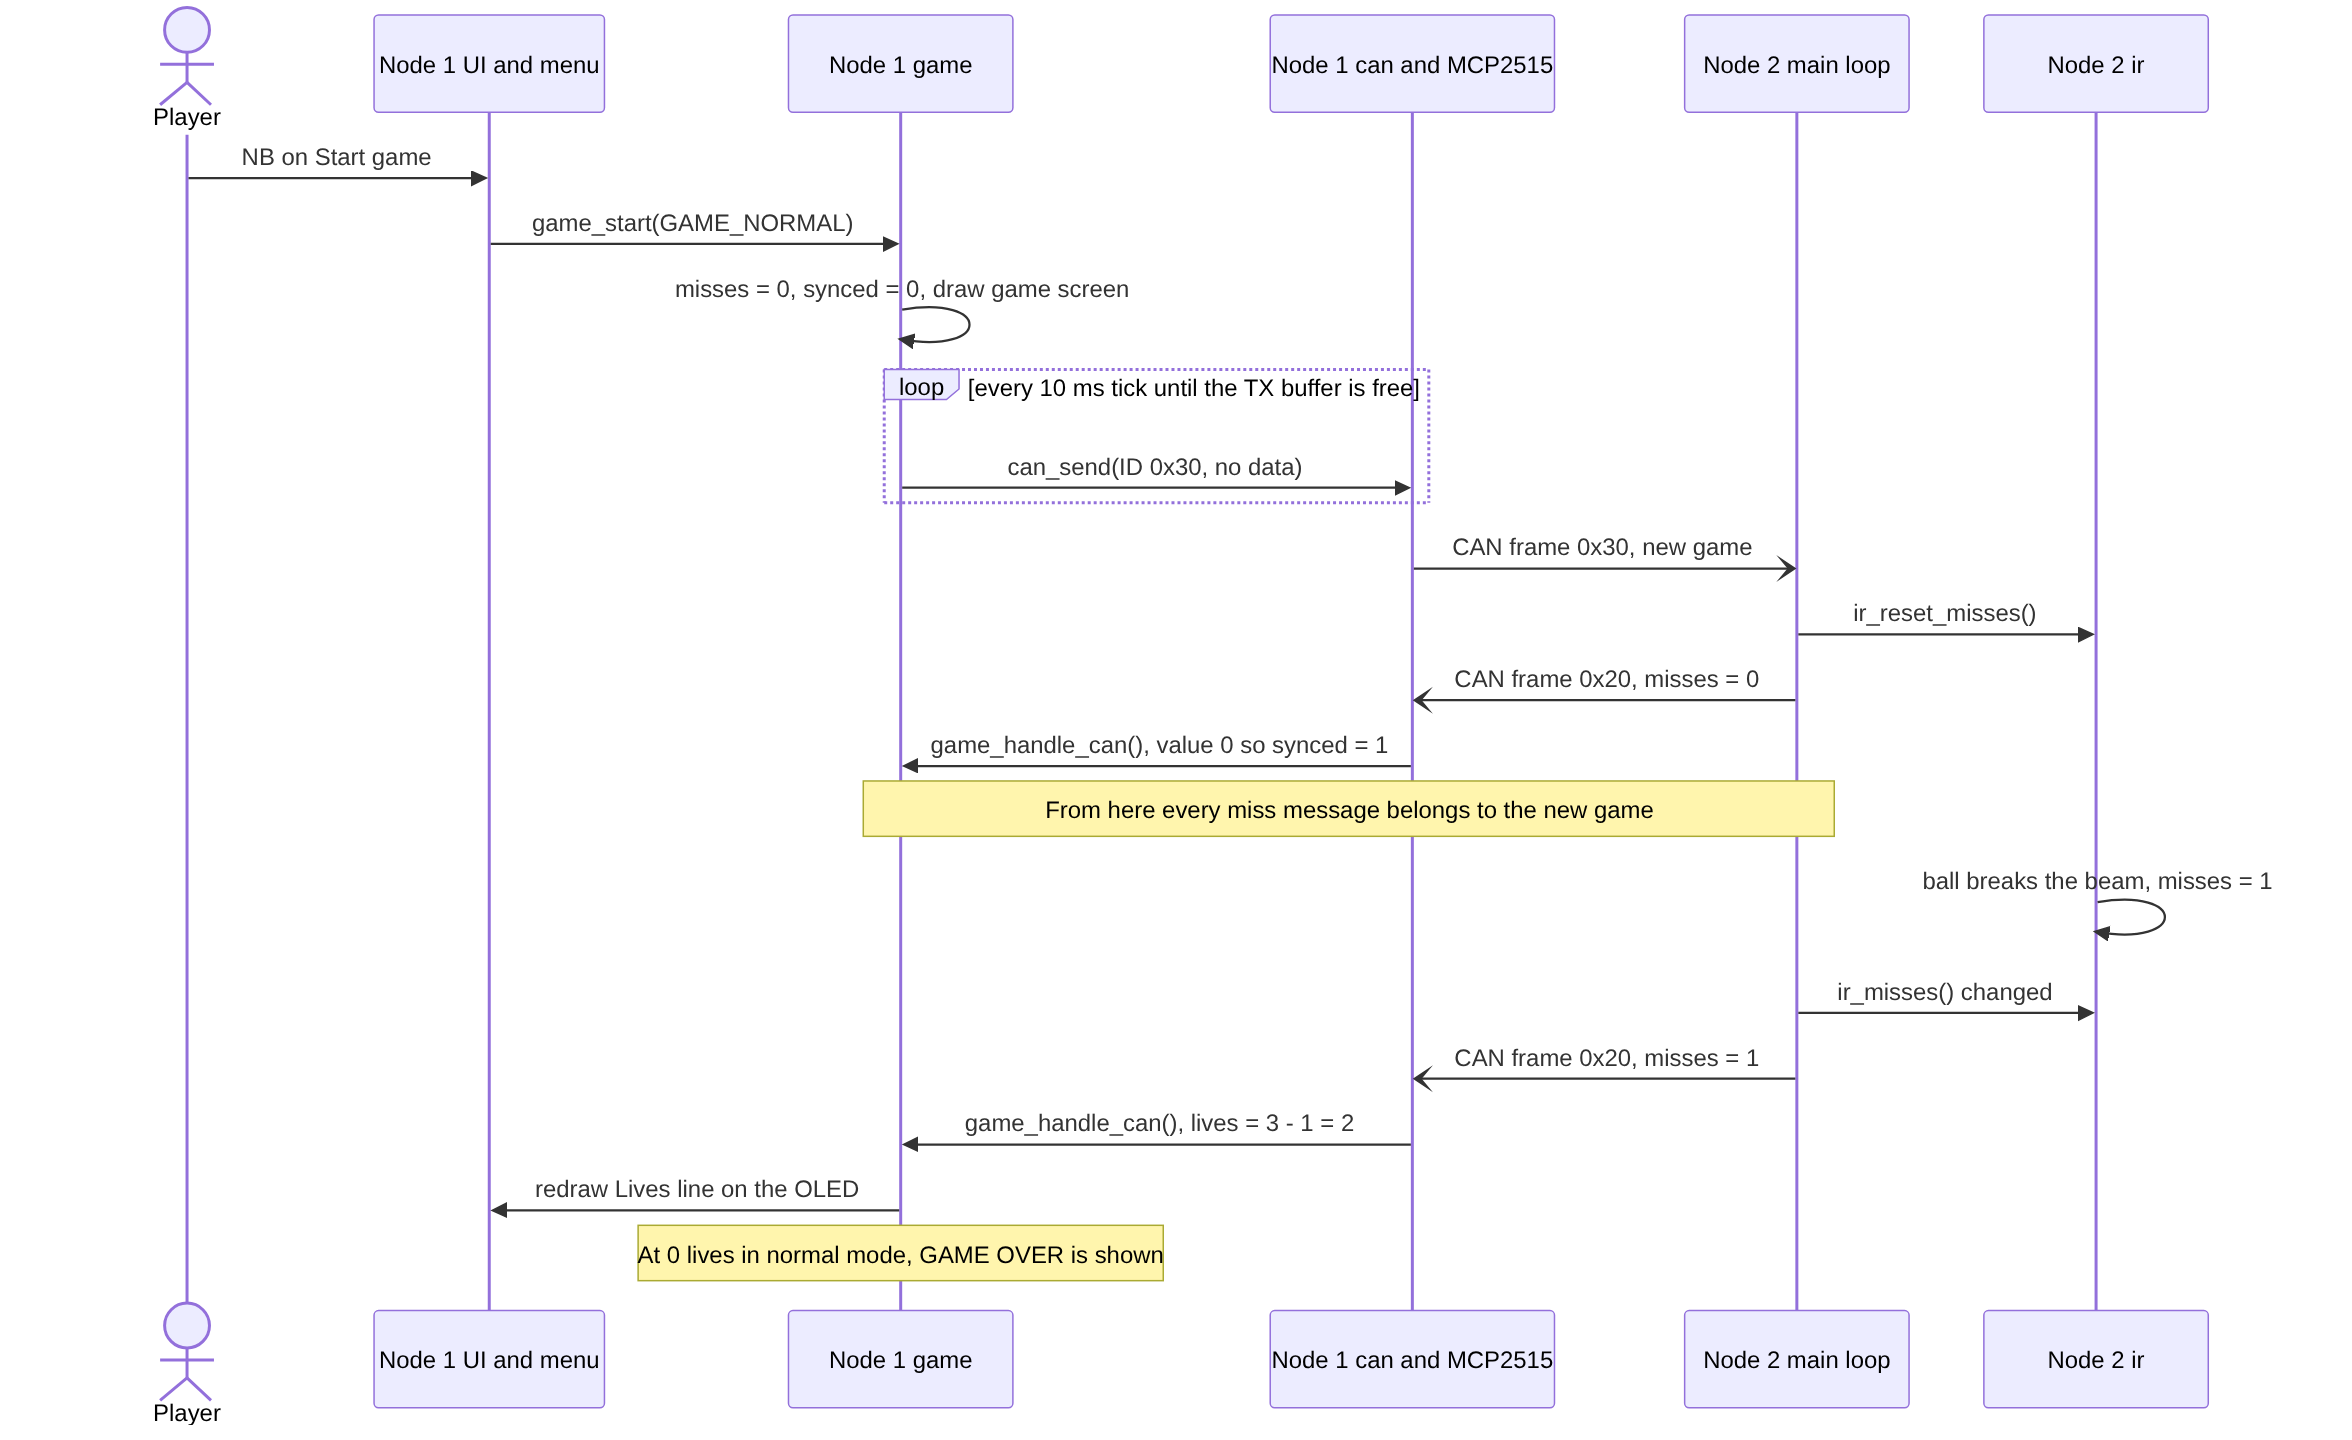 Player
Node 1 UI and menu
Node 1 game
Node 1 can and MCP2515
Node 2 main loop
Node 2 ir
NB on Start game
game_start(GAME_NORMAL)
misses = 0, synced = 0, draw game screen
loop [every 10 ms tick until the TX buffer is free]
can_send(ID 0x30, no data)
CAN frame 0x30, new game
ir_reset_misses()
CAN frame 0x20, misses = 0
game_handle_can(), value 0 so synced = 1
From here every miss message belongs to the new game
ball breaks the beam, misses = 1
ir_misses() changed
CAN frame 0x20, misses = 1
game_handle_can(), lives = 3 - 1 = 2
redraw Lives line on the OLED
At 0 lives in normal mode, GAME OVER is shown
Player
Node 1 UI and menu
Node 1 game
Node 1 can and MCP2515
Node 2 main loop
Node 2 ir